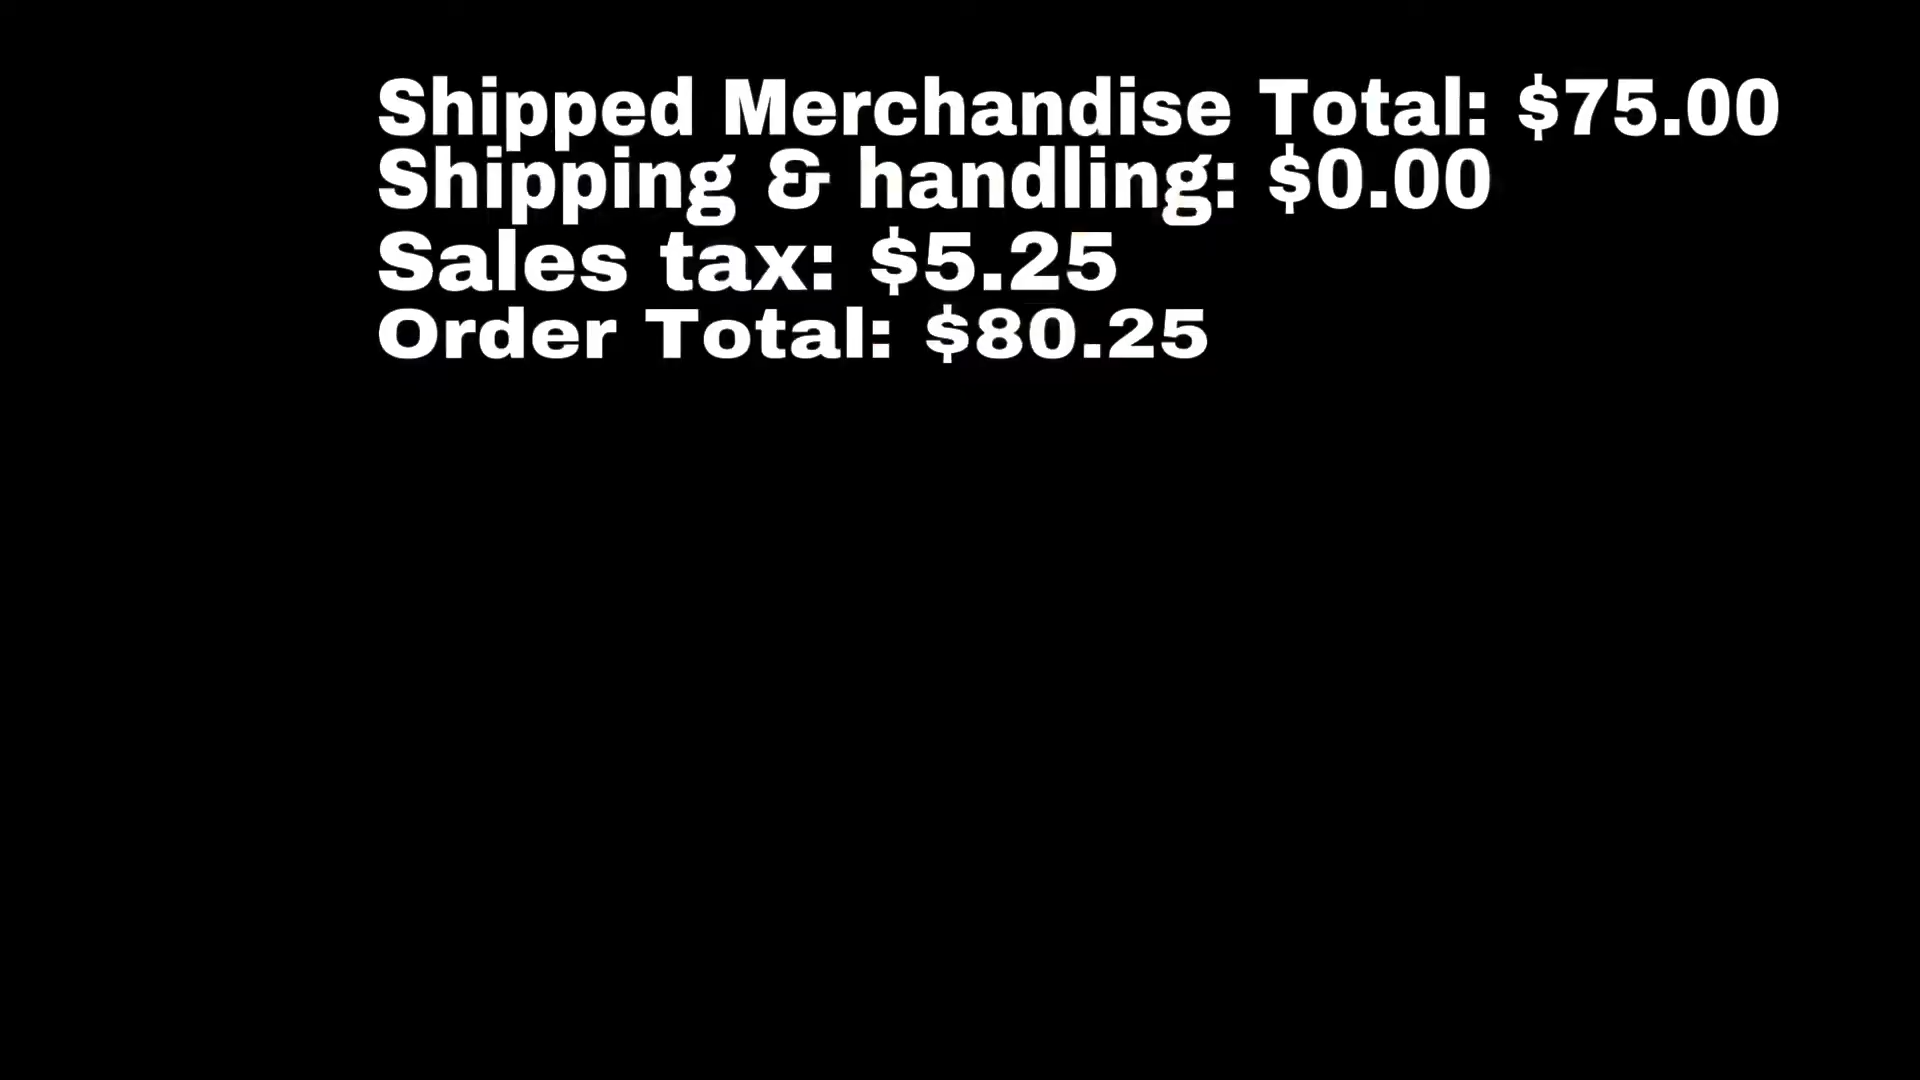 Shipped Merchandise Total: $75.00
Shipping & handling: $0.00
Sales tax: $5.25
Order Total: $80.25